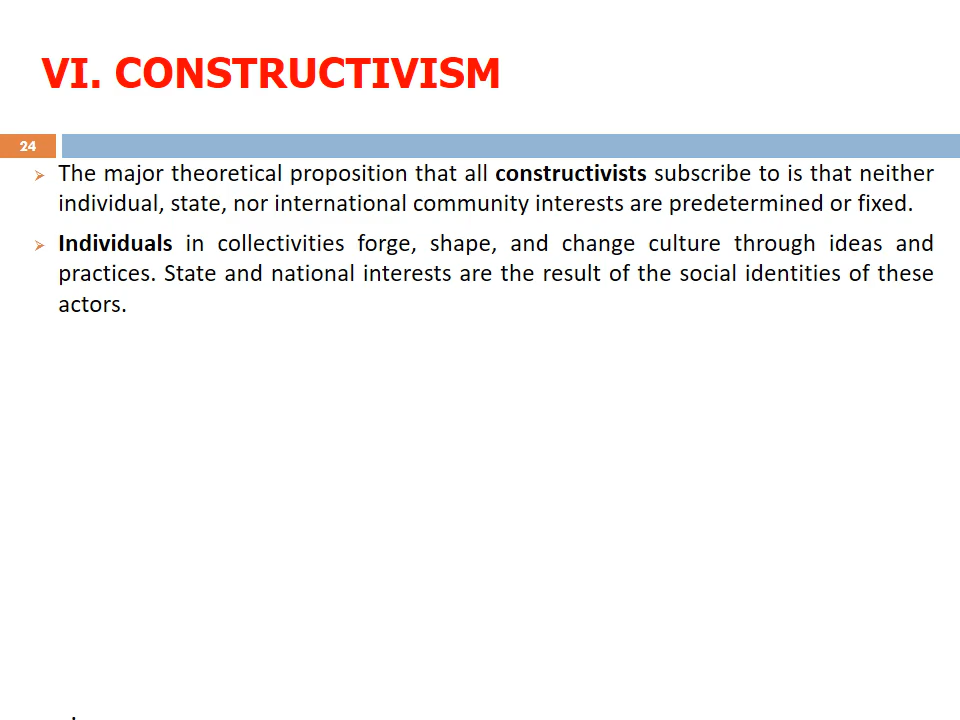 VI. CONSTRUCTIVISM
24
➢ The major theoretical proposition that all constructivists subscribe to is that neither
individual, state, nor international community interests are predetermined or fixed.
➢ Individuals in collectivities forge, shape, and change culture through ideas and
practices. State and national interests are the result of the social identities of these
actors.
.